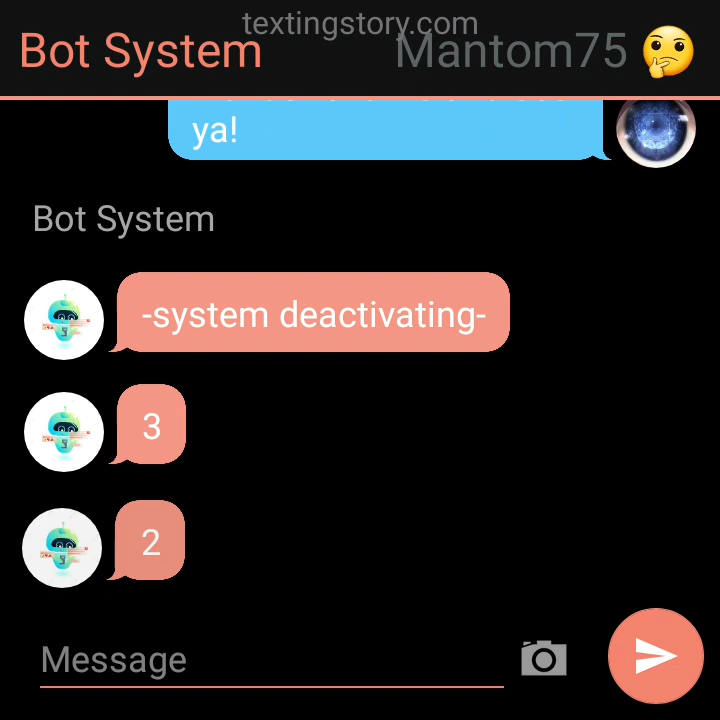 textingstory.com
Bot System Mantom75 🤔
ya!
Bot System
-system deactivating-
3
2
Message